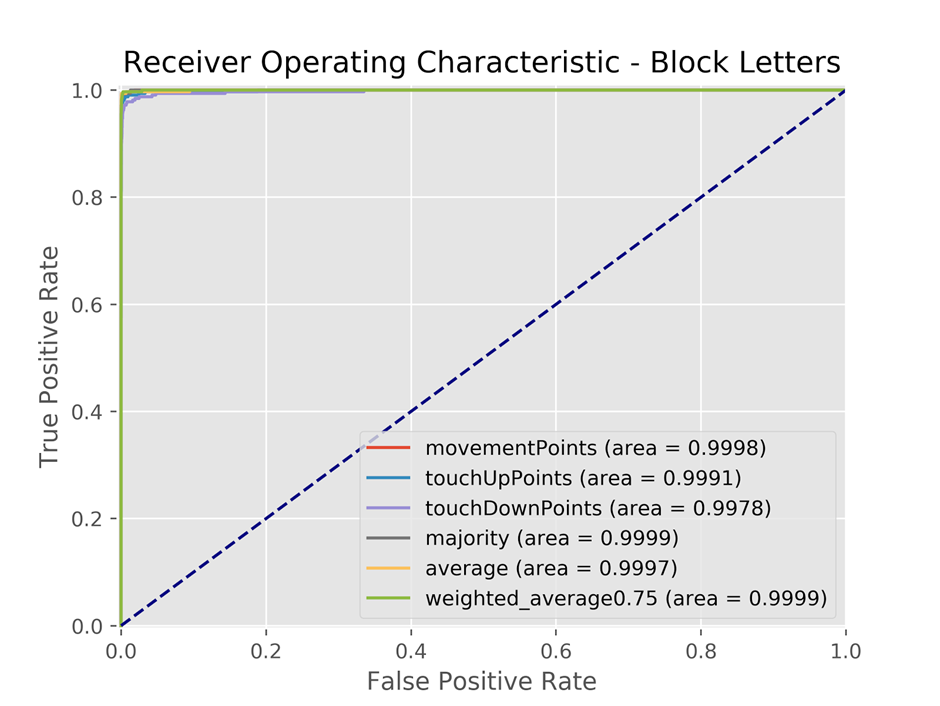 Receiver Operating Characteristic - Block Letters
1.0
0.8
0.6
0.4
0.2
0.0
True Positive Rate
movementPoints (area = 0.9998)
touchUpPoints (area = 0.9991)
touchDownPoints (area = 0.9978)
majority (area = 0.9999)
average (area = 0.9997)
weighted_average0.75 (area = 0.9999)
0.0 0.2 0.4 0.6 0.8 1.0
False Positive Rate